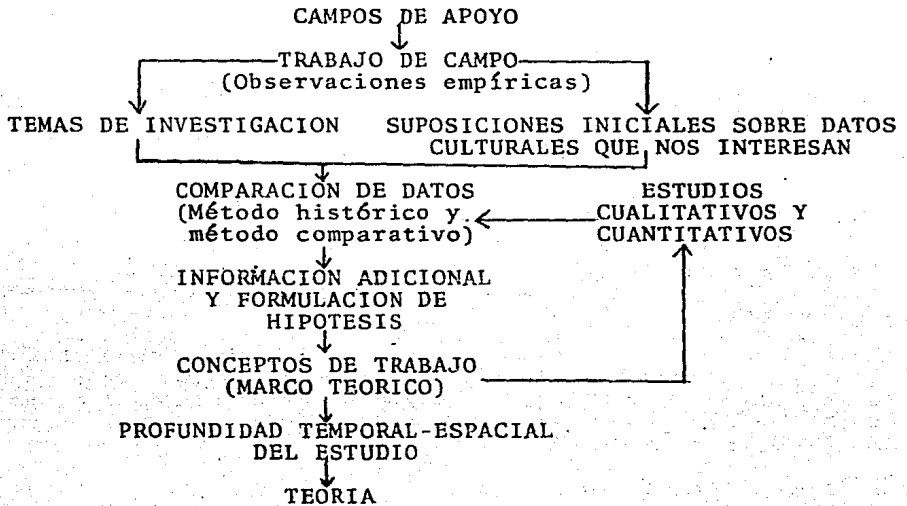 CAMPOS DE APOYO
TRABAJO DE CAMPO
(Observaciones empíricas)
TEMAS DE INVESTIGACION
SUPOSICIONES INICIALES SOBRE DATOS
CULTURALES QUE NOS INTERESAN
COMPARACION DE DATOS
(Método histórico y
método comparativo)
ESTUDIOS
CUALITATIVOS Y
CUANTITATIVOS
INFORMACION ADICIONAL
Y FORMULACION DE
HIPOTESIS
CONCEPTOS DE TRABAJO
(MARCO TEORICO)
PROFUNDIDAD TEMPORAL-ESPACIAL
DEL ESTUDIO
TEORIA